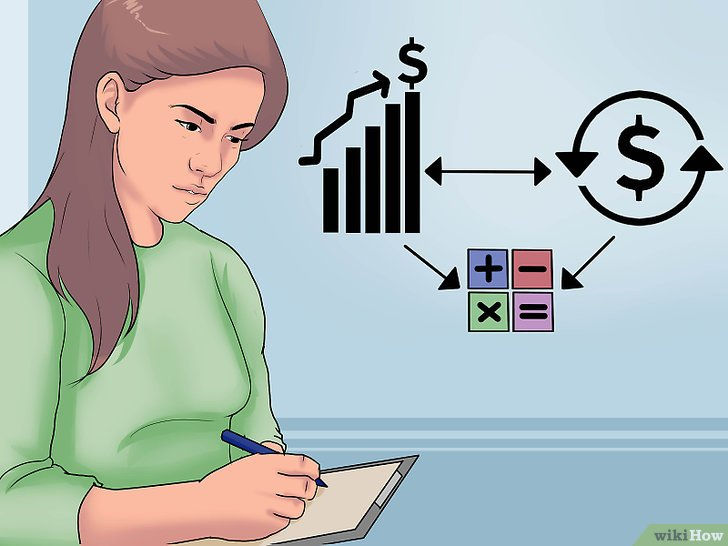 $
$
+ −
× =
wikiHow